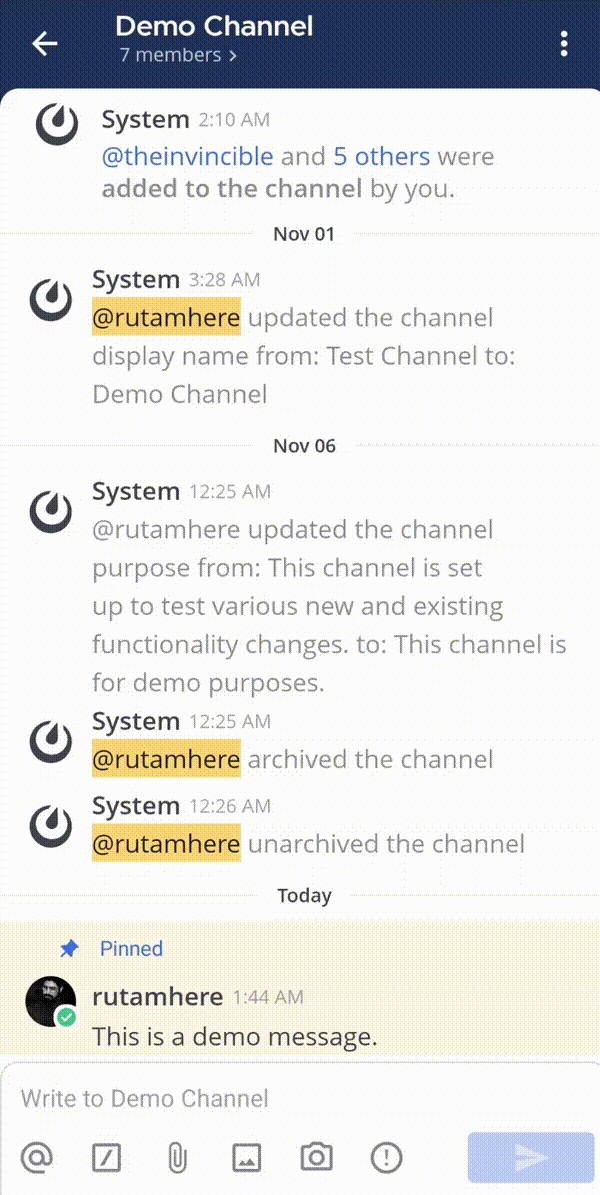 Demo Channel
7 members >
System 2:10 AM
@theinvincible and 5 others were
added to the channel by you.
Nov 01
System 3:28 AM
@rutamhere updated the channel
display name from: Test Channel to:
Demo Channel
Nov 06
System 12:25 AM
@rutamhere updated the channel
purpose from: This channel is set
up to test various new and existing
functionality changes. to: This channel is
for demo purposes.
System 12:25 AM
@rutamhere archived the channel
System 12:26 AM
@rutamhere unarchived the channel
Today
Pinned
rutamhere 1:44 AM
This is a demo message.
Write to Demo Channel